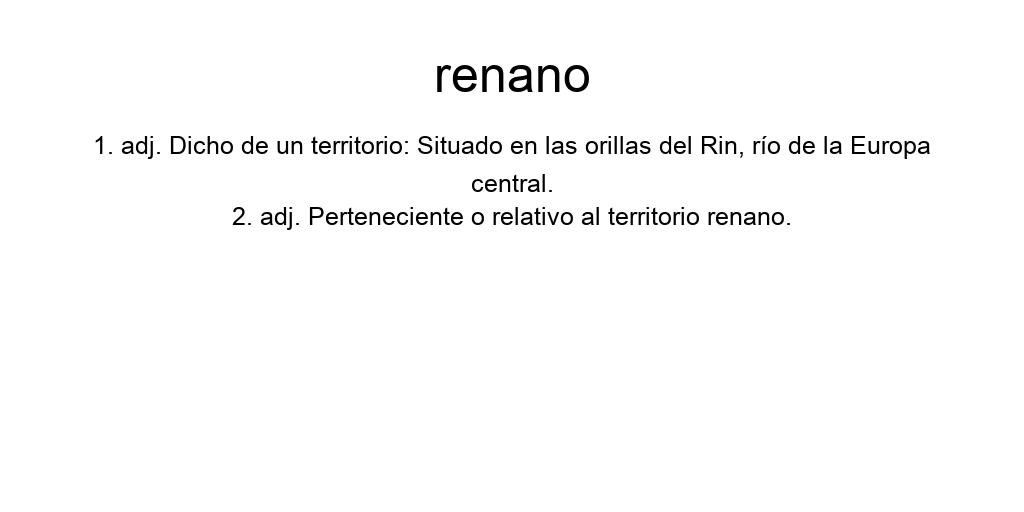 renano
1. adj. Dicho de un territorio: Situado en las orillas del Rin, río de la Europa
central.
2. adj. Perteneciente o relativo al territorio renano.